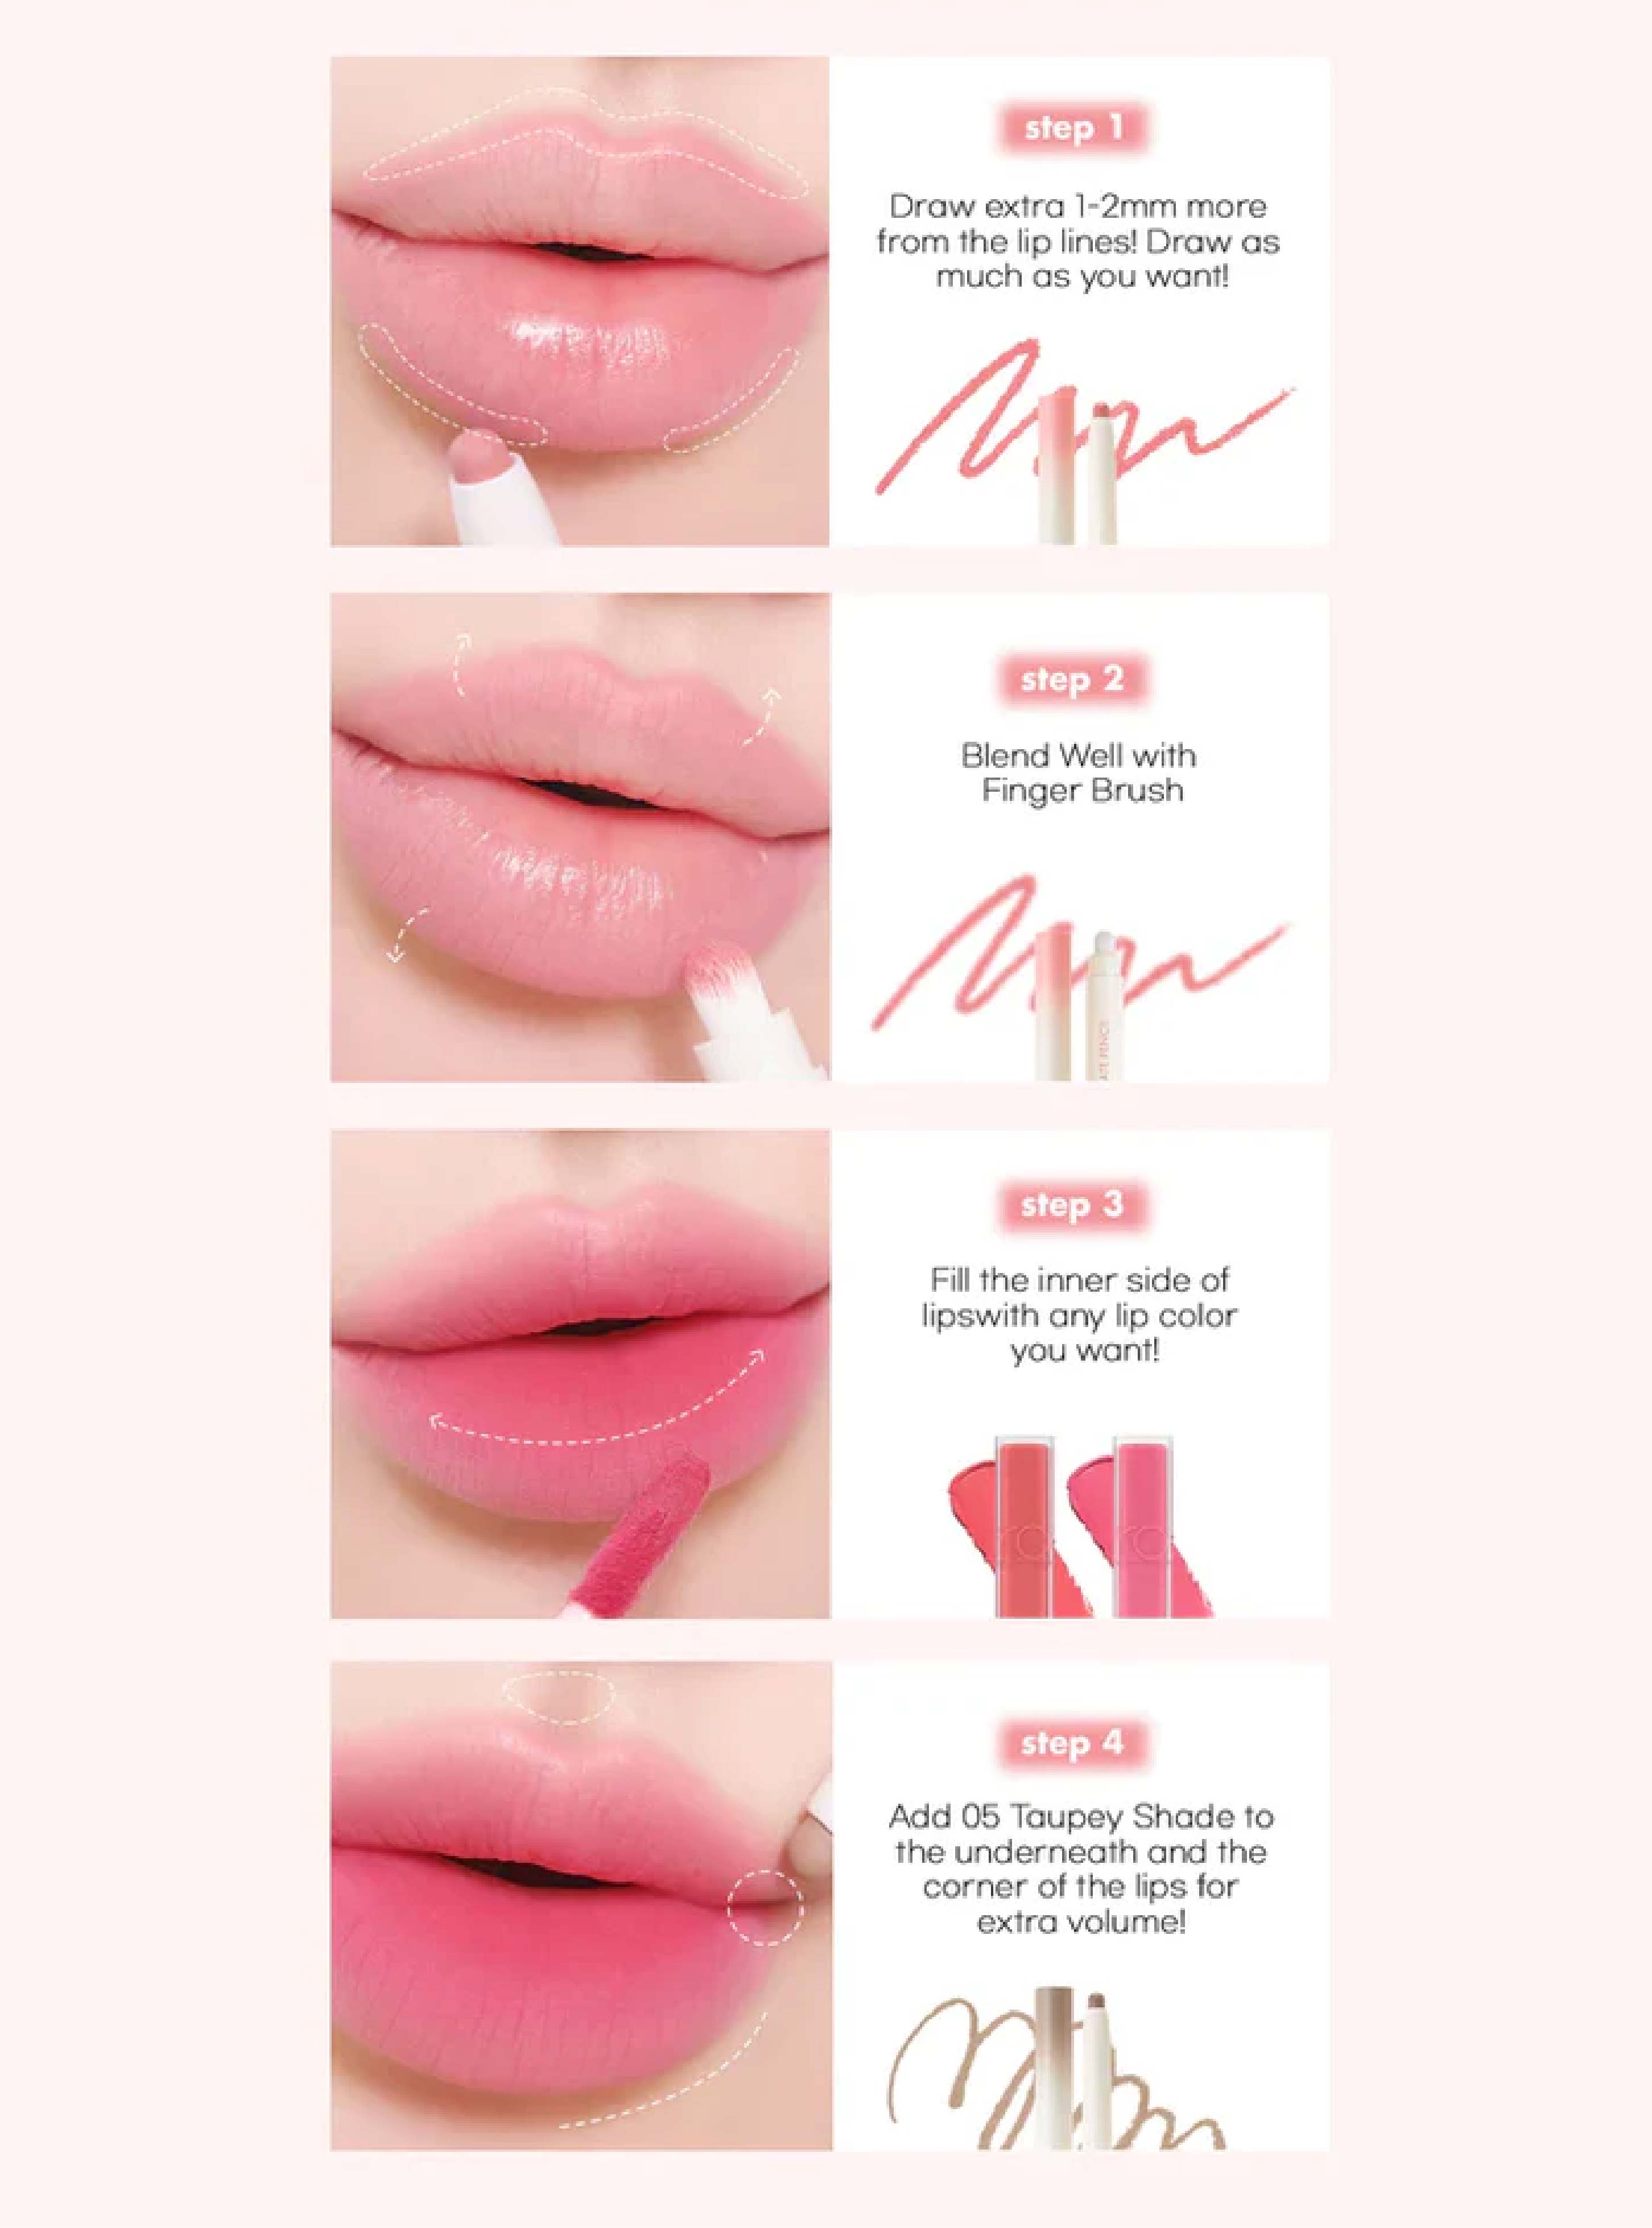 step 1
Draw extra 1-2mm more
from the lip lines! Draw as
much as you want!
step 2
Blend Well with
Finger Brush
step 3
Fill the inner side of
lipswith any lip color
you want!
step 4
Add 05 Taupey Shade to
the underneath and the
corner of the lips for
extra volume!